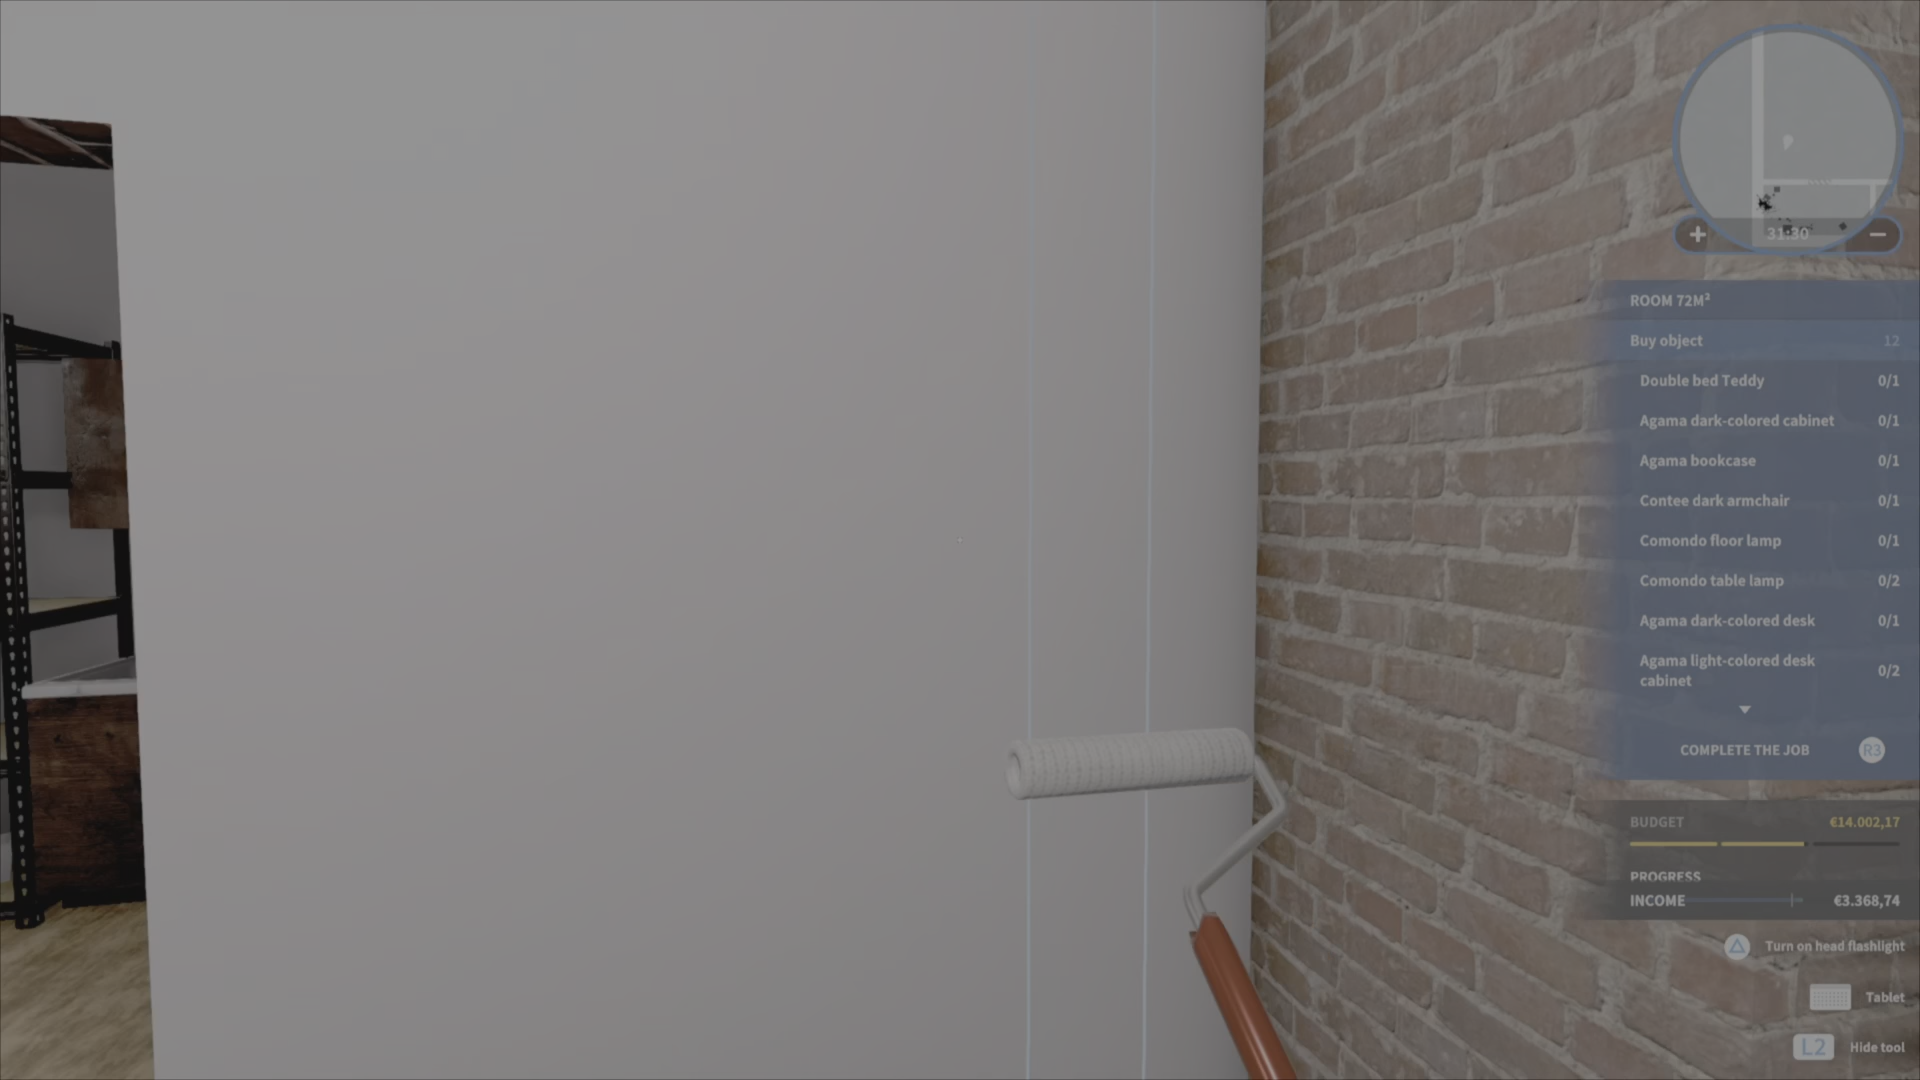 + 31:30 −
ROOM 72M²
Buy object 12
Double bed Teddy 0/1
Agama dark-colored cabinet 0/1
Agama bookcase 0/1
Contee dark armchair 0/1
Comondo floor lamp 0/1
Comondo table lamp 0/2
Agama dark-colored desk 0/1
Agama light-colored desk
cabinet 0/2
COMPLETE THE JOB R3
BUDGET €14.002,17
PROGRESS
INCOME €3.368,74
Turn on head flashlight
Tablet
L2 Hide tool